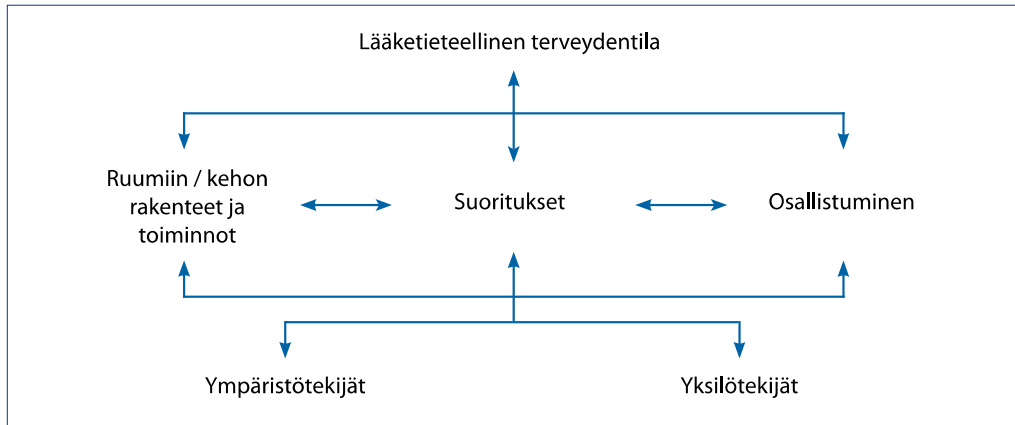 Lääketieteellinen terveydentila
Ruumiin / kehon
rakenteet ja
toiminnot
Suoritukset
Osallistuminen
Ympäristötekijät
Yksilötekijät